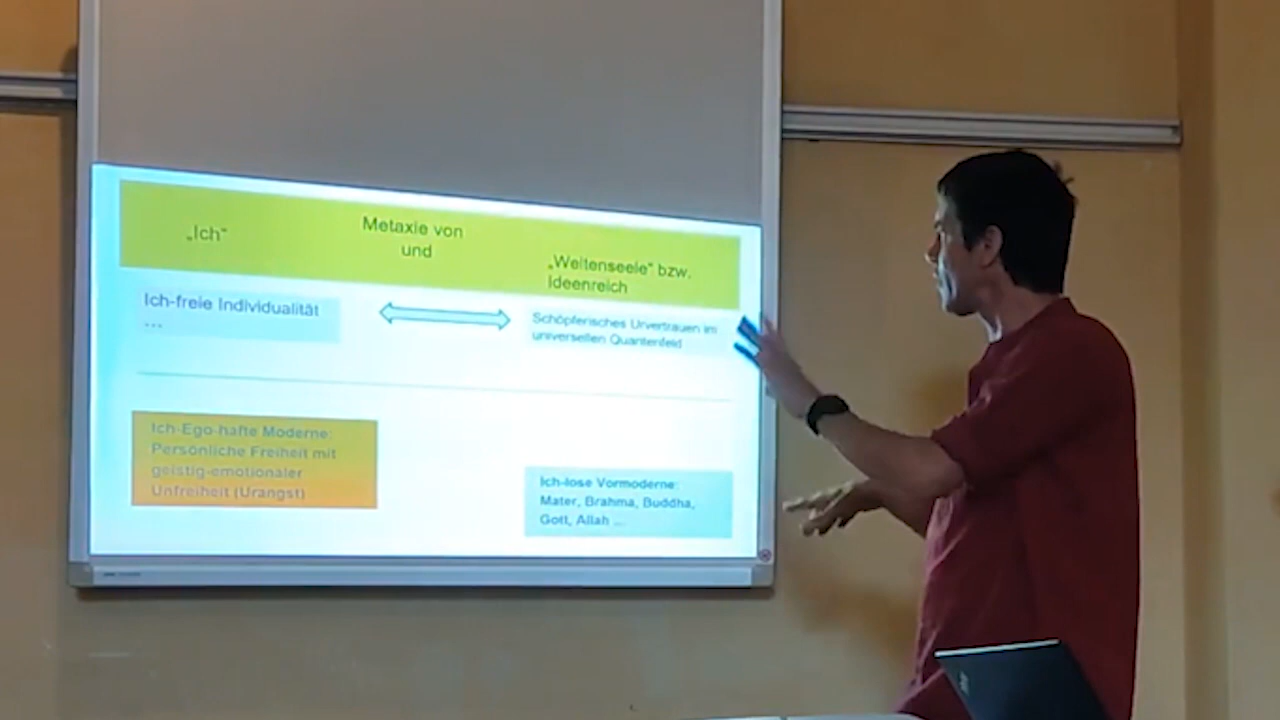 „Ich“
Metaxie von
und
„Weltenseele“ bzw.
Ideenreich
Ich-freie Individualität
...
Schöpferisches Urvertrauen im
universellen Quantenfeld
Ich-Ego-hafte Moderne:
Persönliche Freiheit mit
geistig-emotionaler
Unfreiheit (Urangst)
Ich-lose Vormoderne:
Mater, Brahma, Buddha,
Gott, Allah ...